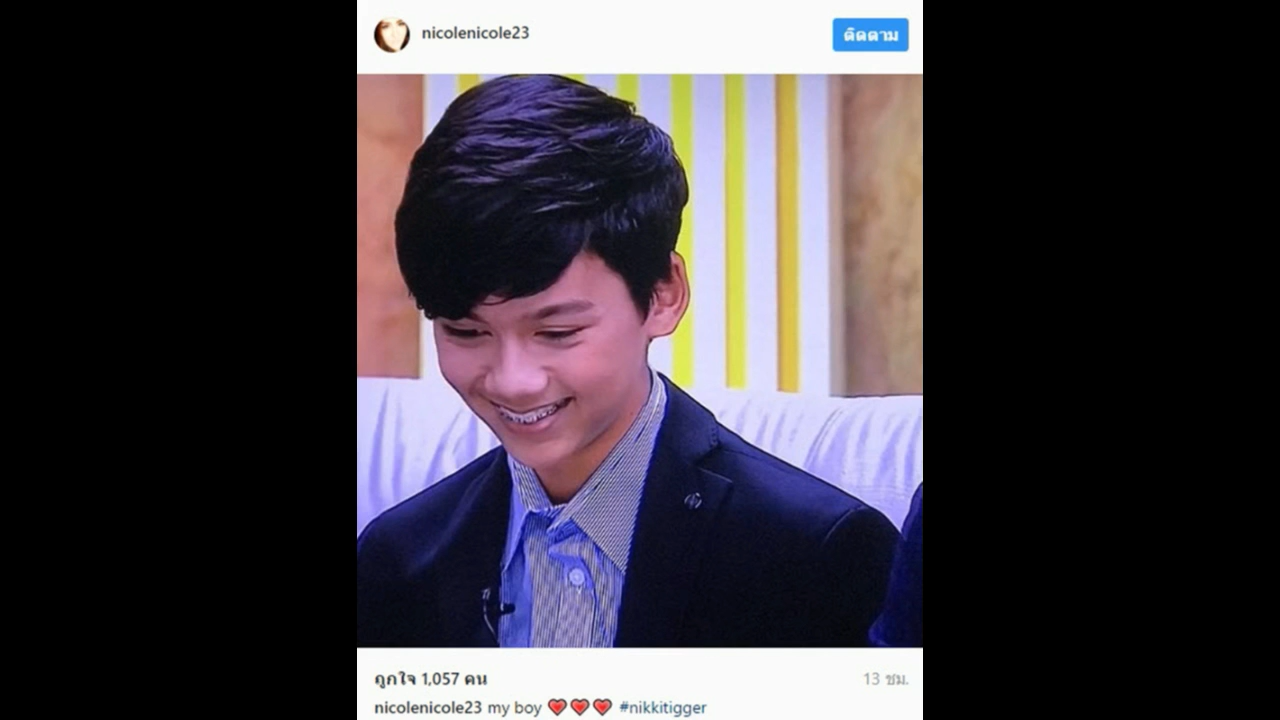 nicolenicole23
ติดตาม
ถูกใจ 1,057 คน
13 ชม.
nicolenicole23 my boy ❤️❤️❤️ #nikkitigger